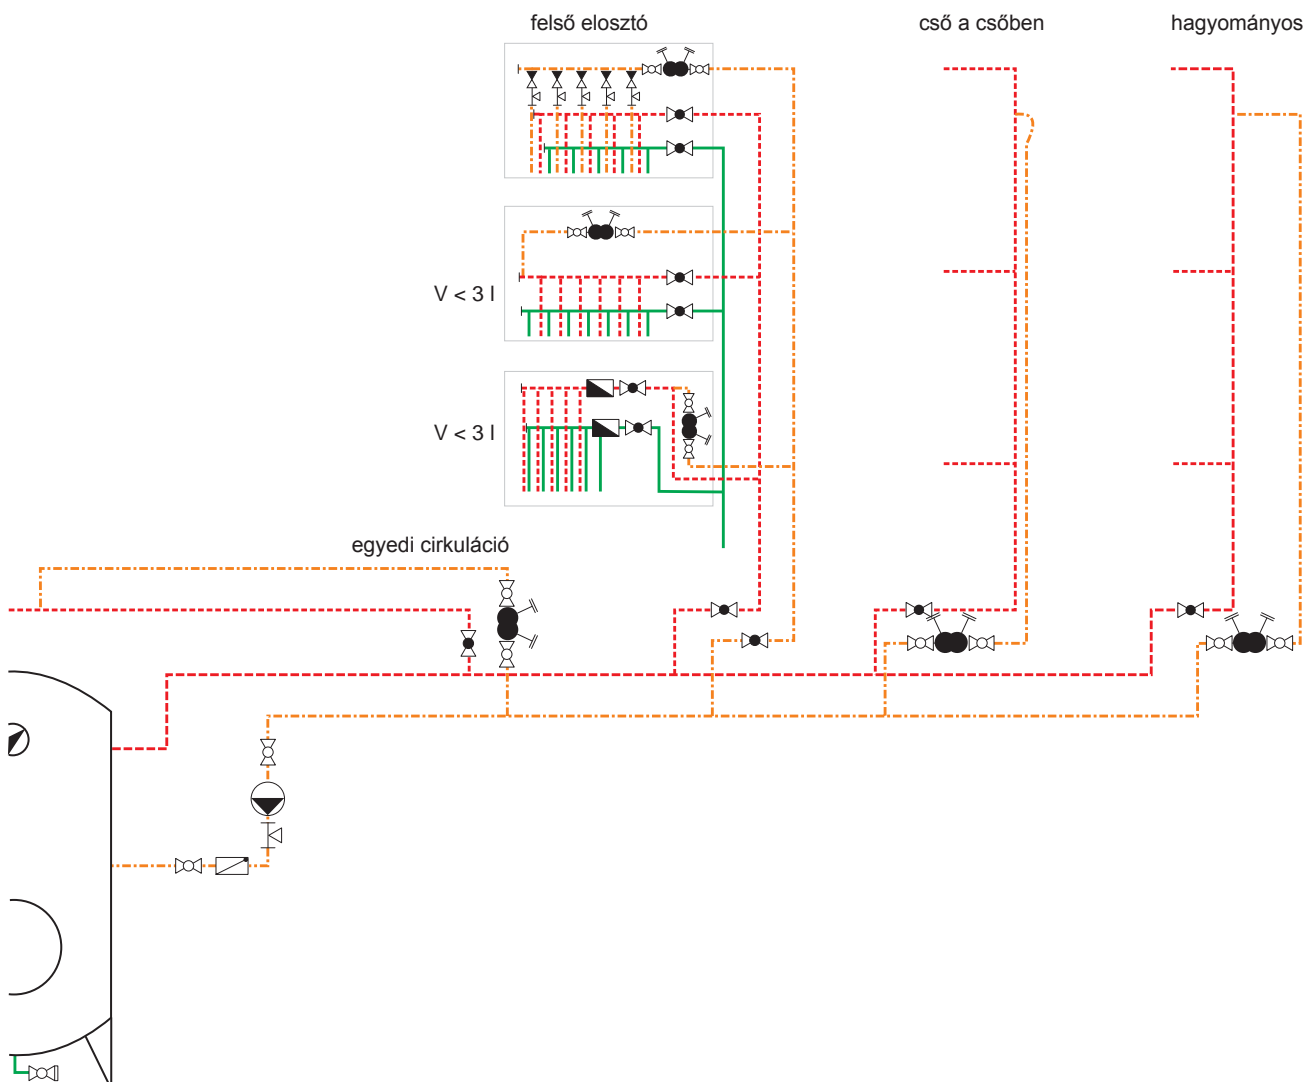 felső elosztó
cső a csőben
hagyományos
V < 3 l
V < 3 l
egyedi cirkuláció